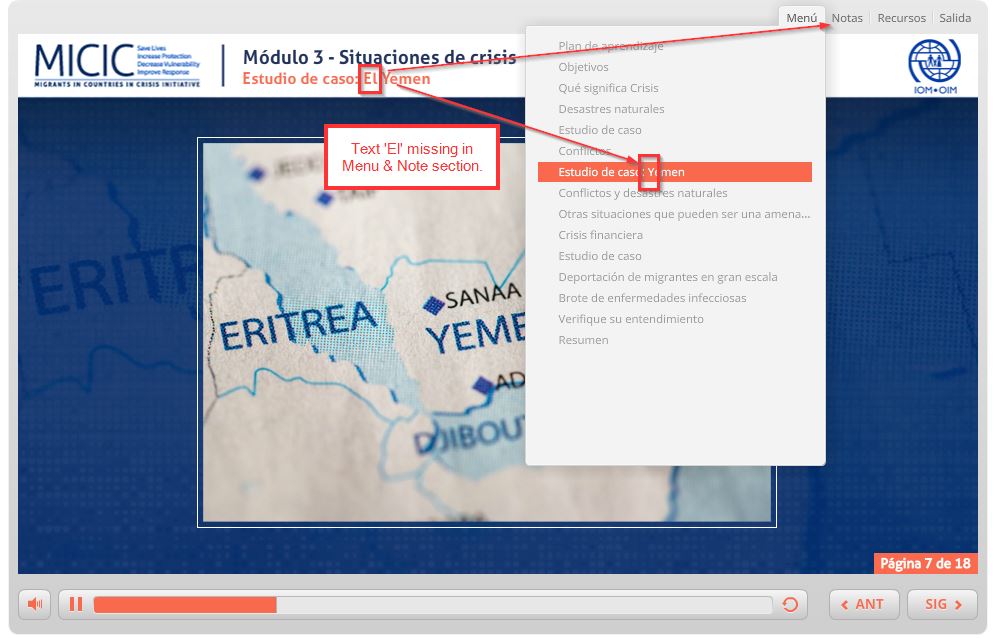 Menú
Notas
Recursos
Salida
MICIC
Save Lives
Increase Protection
Decrease Vulnerability
Improve Response
MIGRANTS IN COUNTRIES IN CRISIS INITIATIVE
Módulo 3 - Situaciones de crisis
Estudio de caso: El Yemen
IOM•OIM
Plan de aprendizaje
Objetivos
Qué significa Crisis
Desastres naturales
Estudio de caso
Conflictos
Estudio de caso: Yemen
Conflictos y desastres naturales
Otras situaciones que pueden ser una amena...
Crisis financiera
Estudio de caso
Deportación de migrantes en gran escala
Brote de enfermedades infecciosas
Verifique su entendimiento
Resumen
Text 'El' missing in
Menu & Note section.
ERITREA
SANAA
YEME
AD
DJIBOUT
Página 7 de 18
ANT
SIG